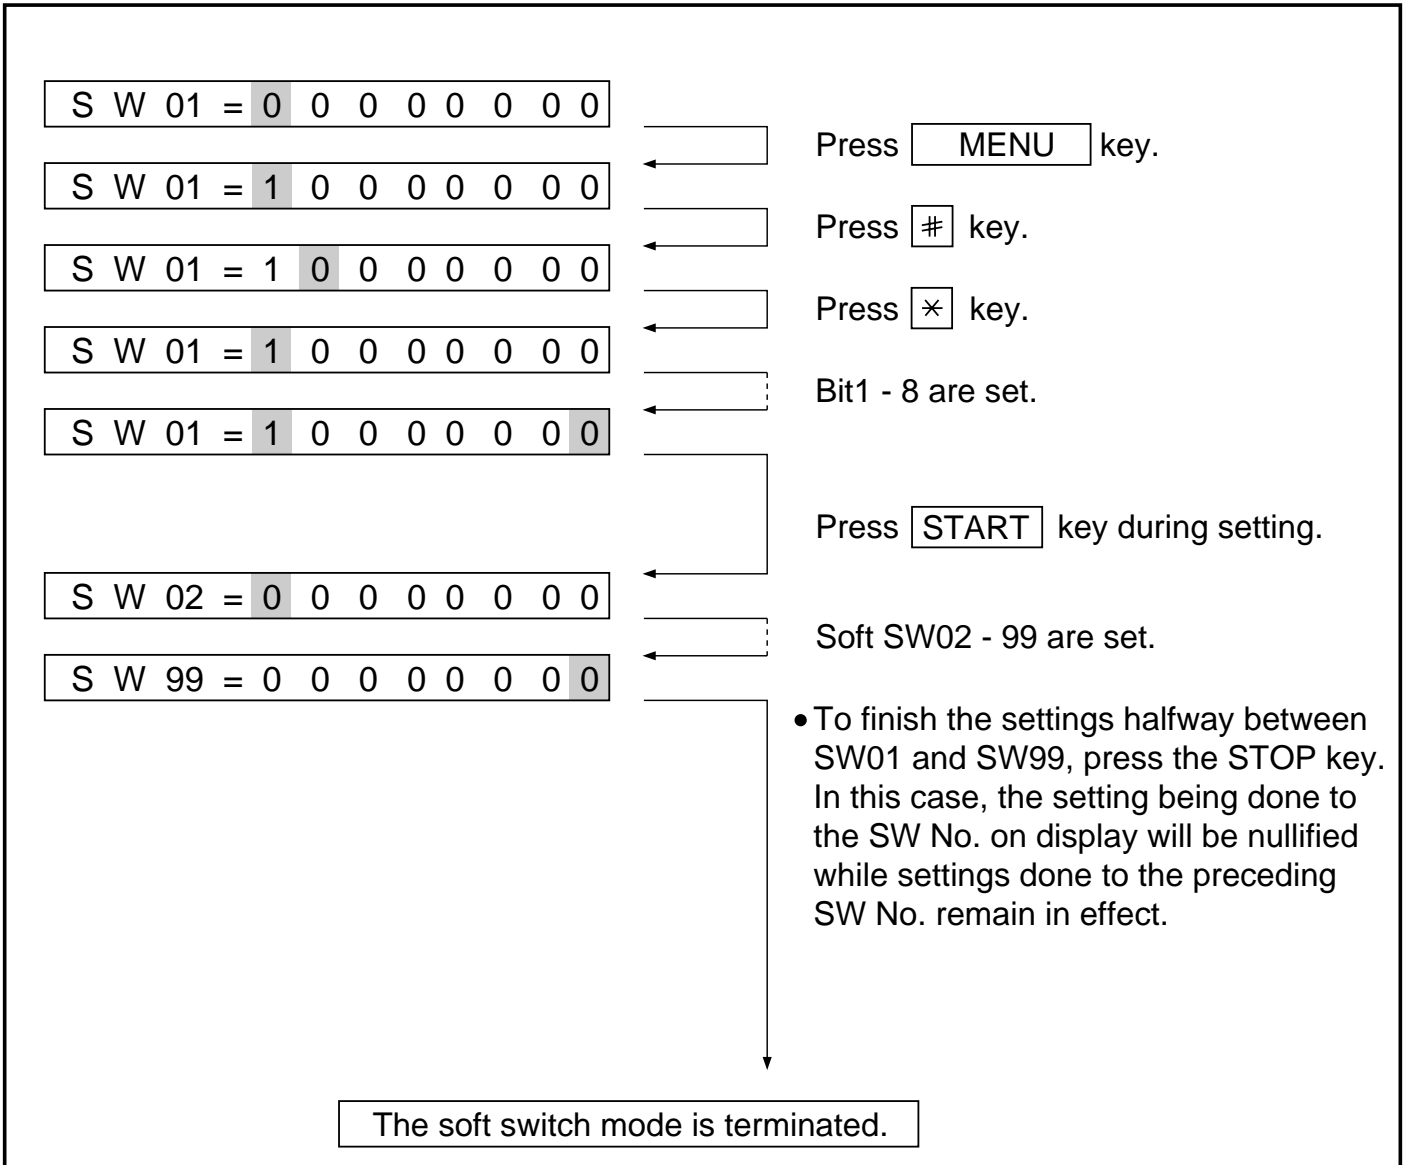 S W 01 = 0 0 0 0 0 0 0 0
Press MENU key.
S W 01 = 1 0 0 0 0 0 0 0
Press # key.
S W 01 = 1 0 0 0 0 0 0 0
Press * key.
S W 01 = 1 0 0 0 0 0 0 0
Bit1 - 8 are set.
S W 01 = 1 0 0 0 0 0 0 0
Press START key during setting.
S W 02 = 0 0 0 0 0 0 0 0
Soft SW02 - 99 are set.
S W 99 = 0 0 0 0 0 0 0 0
• To finish the settings halfway between
SW01 and SW99, press the STOP key.
In this case, the setting being done to
the SW No. on display will be nullified
while settings done to the preceding
SW No. remain in effect.
The soft switch mode is terminated.